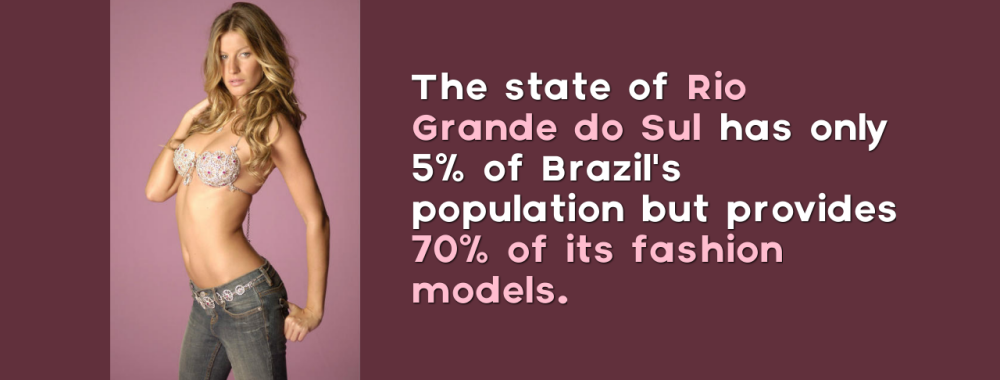 The state of Rio
Grande do Sul has only
5% of Brazil's
population but provides
70% of its fashion
models.